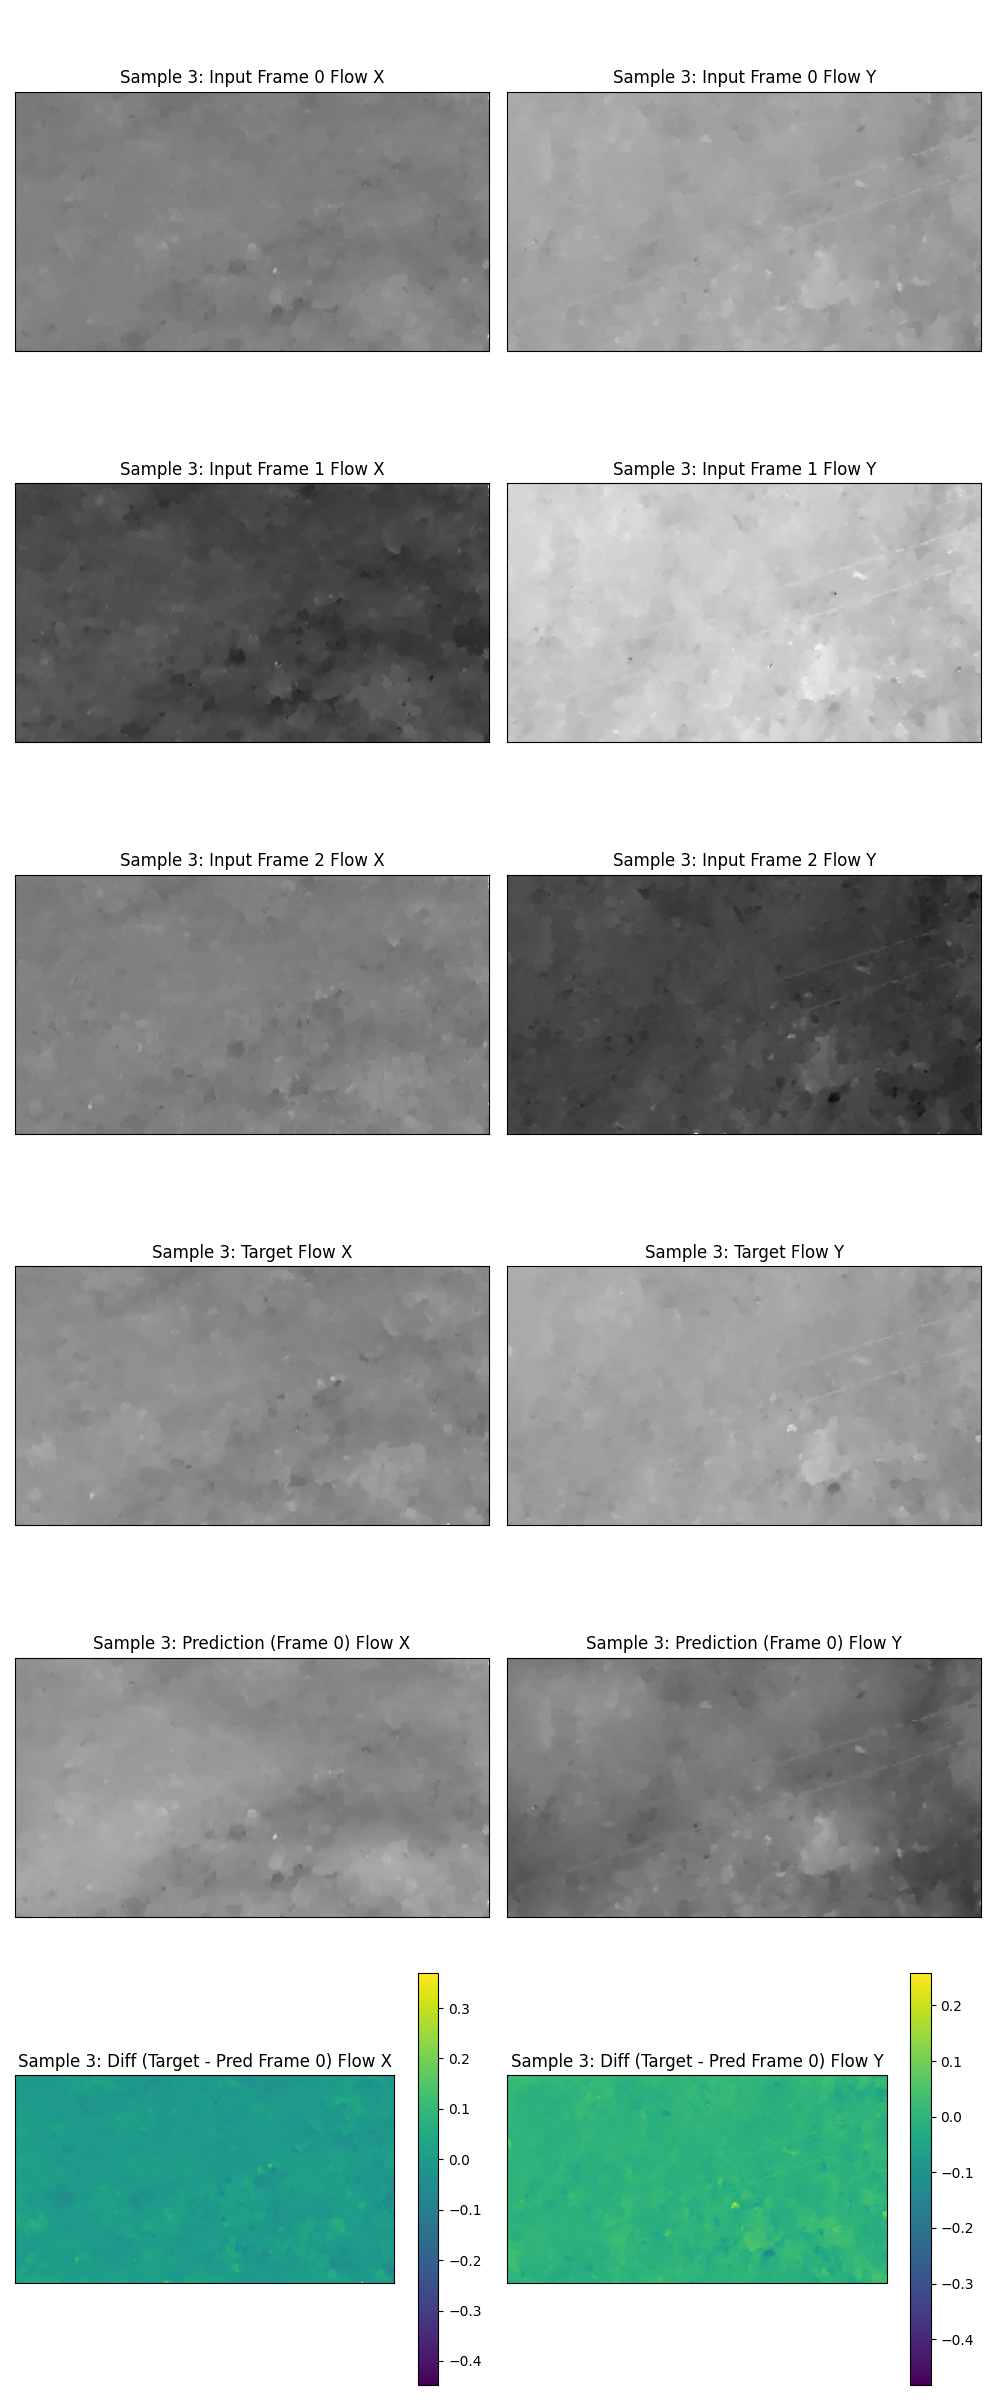 Sample 3: Input Frame 0 Flow X
Sample 3: Input Frame 0 Flow Y
Sample 3: Input Frame 1 Flow X
Sample 3: Input Frame 1 Flow Y
Sample 3: Input Frame 2 Flow X
Sample 3: Input Frame 2 Flow Y
Sample 3: Target Flow X
Sample 3: Target Flow Y
Sample 3: Prediction (Frame 0) Flow X
Sample 3: Prediction (Frame 0) Flow Y
Sample 3: Diff (Target - Pred Frame 0) Flow X
0.3
0.2
0.1
0.0
−0.1
−0.2
−0.3
−0.4
Sample 3: Diff (Target - Pred Frame 0) Flow Y
0.2
0.1
0.0
−0.1
−0.2
−0.3
−0.4